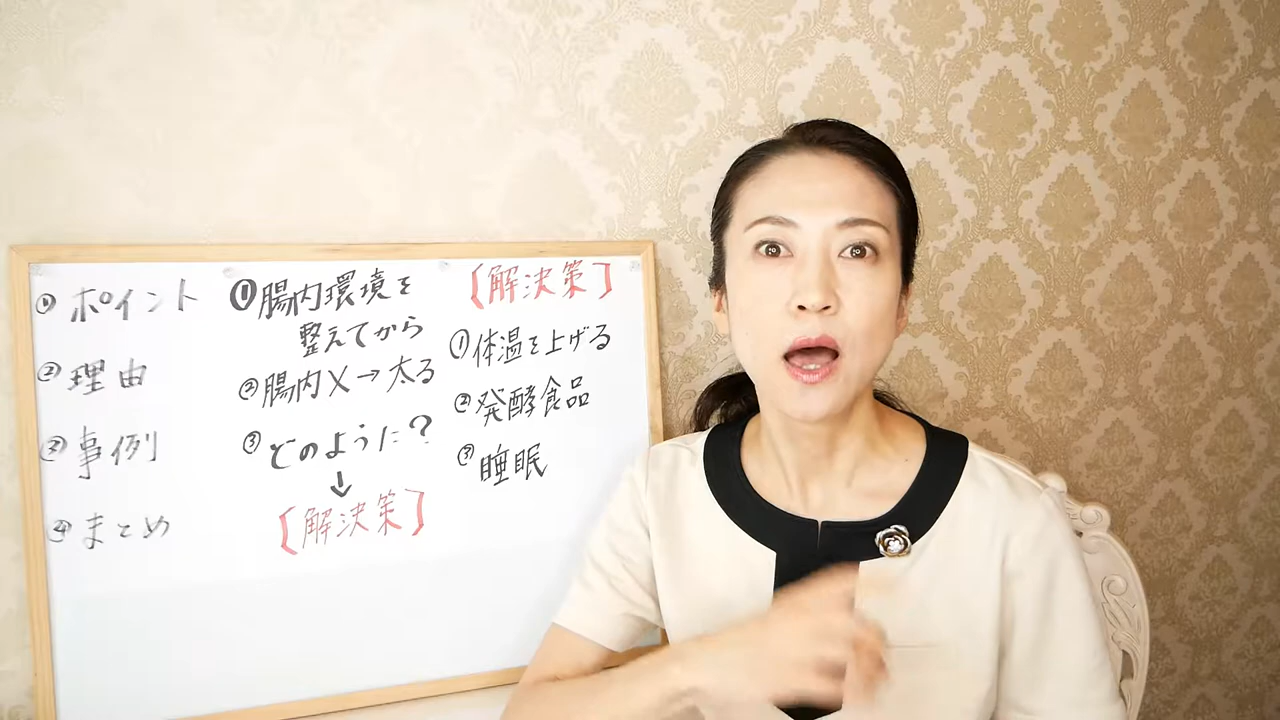 ① ポイント
② 理由
③ 事例
④ まとめ
① 腸内環境を
整えてから
② 腸内X→太る
③ どのように?
↓
【解決策】
【解決策】
① 体温を上げる
② 発酵食品
③ 睡眠